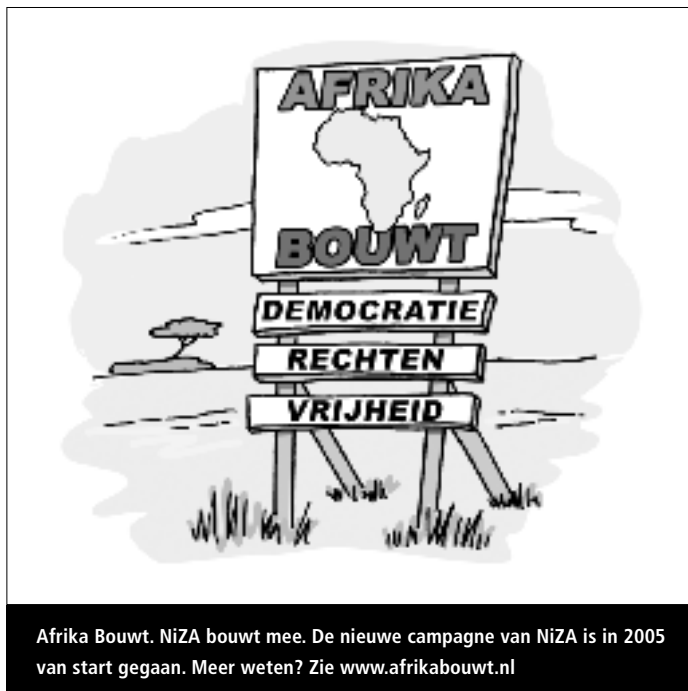 AFRIKA
BOUWT
DEMOCRATIE
RECHTEN
VRIJHEID
Afrika Bouwt. NiZA bouwt mee. De nieuwe campagne van NiZA is in 2005
van start gegaan. Meer weten? Zie www.afrikabouwt.nl